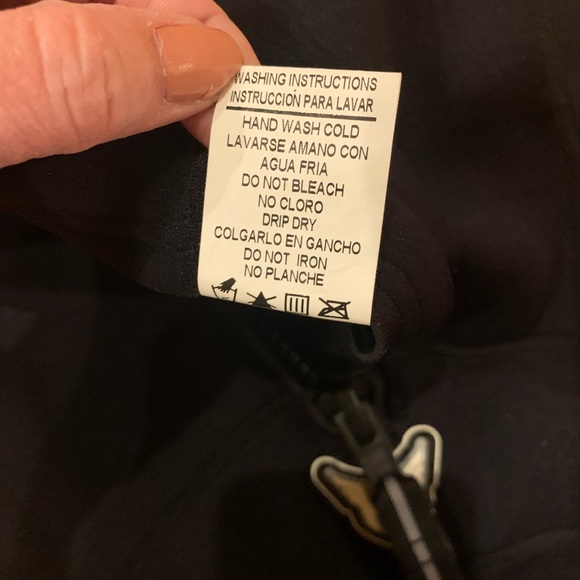 WASHING INSTRUCTIONS
INSTRUCCIÓN PARA LAVAR
HAND WASH COLD
LAVARSE AMANO CON
AGUA FRIA
DO NOT BLEACH
NO CLORO
DRIP DRY
COLGARLO EN GANCHO
DO NOT IRON
NO PLANCHE